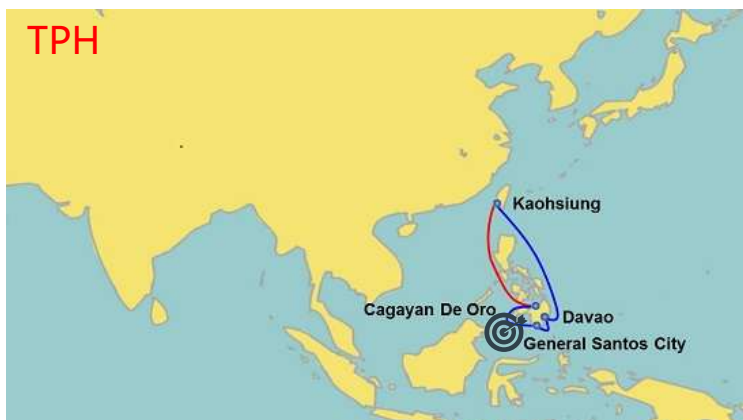 TPH
Kaohsiung
Cagayan De Oro
Davao
General Santos City